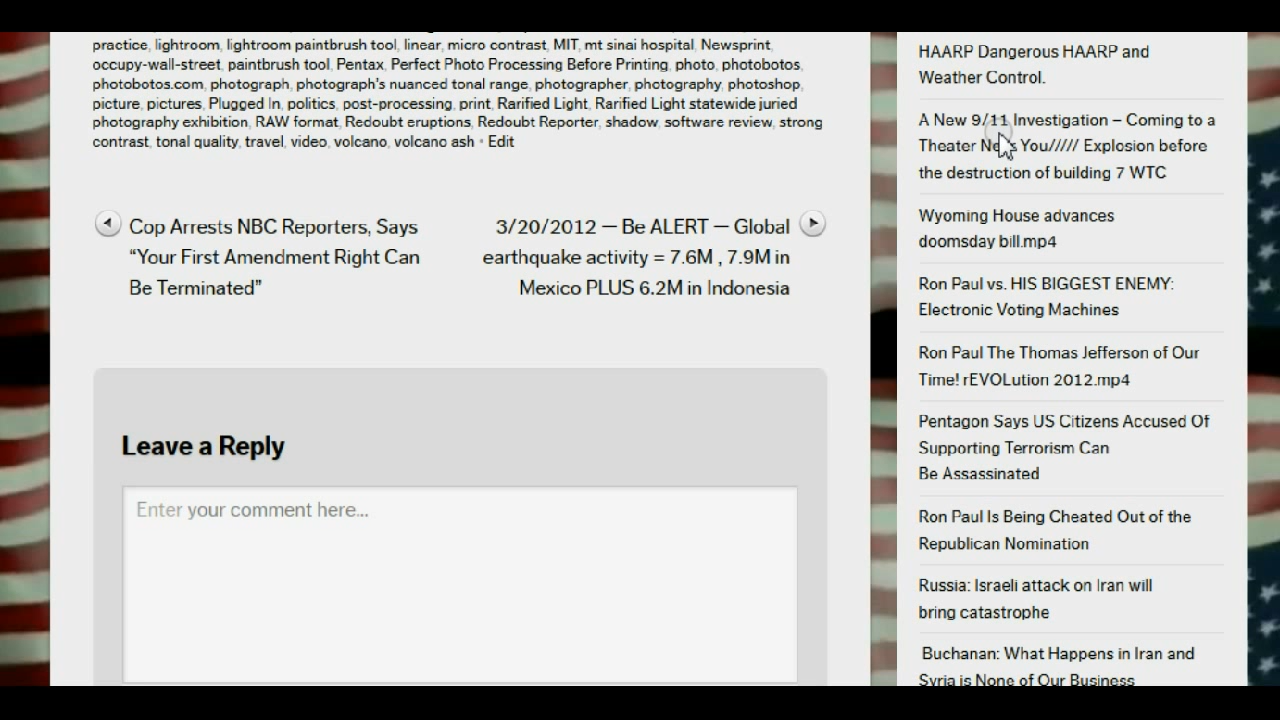 practice, lightroom, lightroom paintbrush tool, linear, micro contrast, MIT, mt sinai hospital, Newsprint,
occupy-wall-street, paintbrush tool, Pentax, Perfect Photo Processing Before Printing, photo, photobotos,
photobotos.com, photograph, photograph's nuanced tonal range, photographer, photography, photoshop,
picture, pictures, Plugged In, politics, post-processing, print, Rarified Light, Rarified Light statewide juried
photography exhibition, RAW format, Redoubt eruptions, Redoubt Reporter, shadow, software review, strong
contrast, tonal quality, travel, video, volcano, volcano ash • Edit
Cop Arrests NBC Reporters, Says
“Your First Amendment Right Can
Be Terminated”
3/20/2012 — Be ALERT — Global
earthquake activity = 7.6M , 7.9M in
Mexico PLUS 6.2M in Indonesia
Leave a Reply
Enter your comment here...
HAARP Dangerous HAARP and
Weather Control.
A New 9/11 Investigation – Coming to a
Theater You///// Explosion before
the destruction of building 7 WTC
Wyoming House advances
doomsday bill.mp4
Ron Paul vs. HIS BIGGEST ENEMY:
Electronic Voting Machines
Ron Paul The Thomas Jefferson of Our
Time! rEVOLution 2012.mp4
Pentagon Says US Citizens Accused Of
Supporting Terrorism Can
Be Assassinated
Ron Paul Is Being Cheated Out of the
Republican Nomination
Russia: Israeli attack on Iran will
bring catastrophe
Buchanan: What Happens in Iran and
Syria is None of Our Business